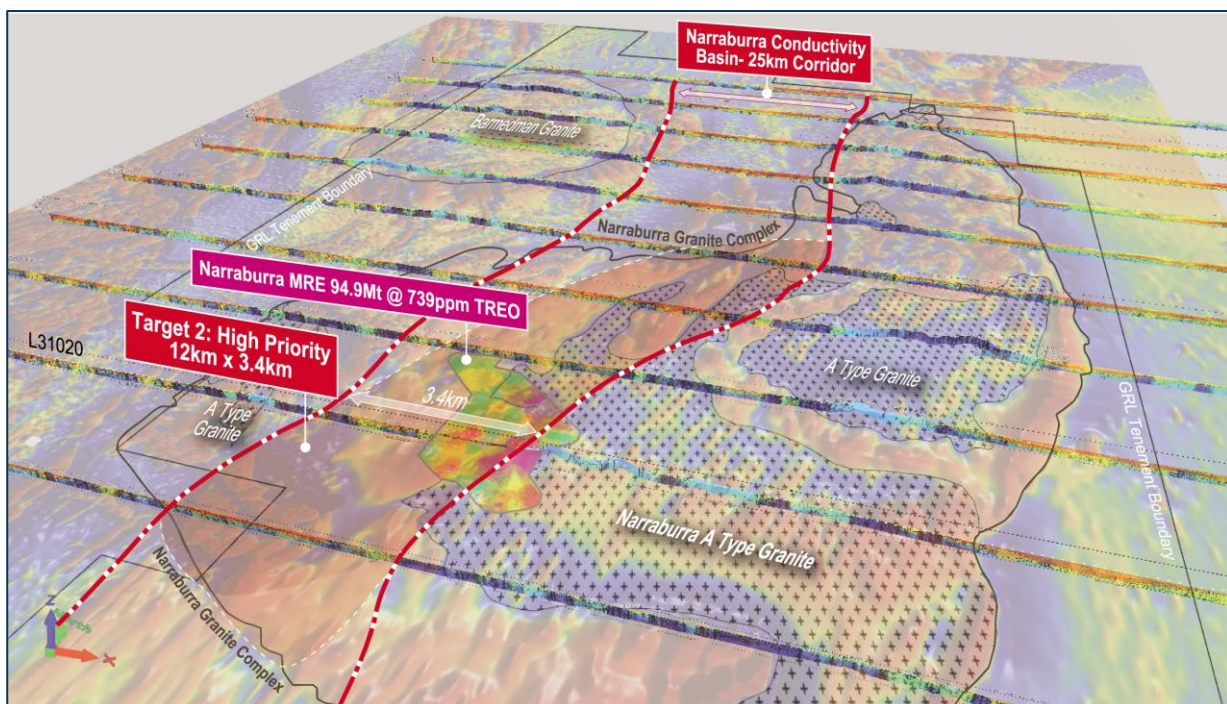 Narraburra Conductivity
Basin- 25km Corridor
Barmedman Granite
GRL Tenement Boundary
Narraburra Granite Complex
Narraburra MRE 94.9Mt @ 739ppm TREO
Target 2: High Priority
12km x 3.4km
L31020
A Type
Granite
3.4km
A Type Granite
GRL Tenement Boundary
Narraburra A Type Granite
Narraburra Granite Complex
Z
X